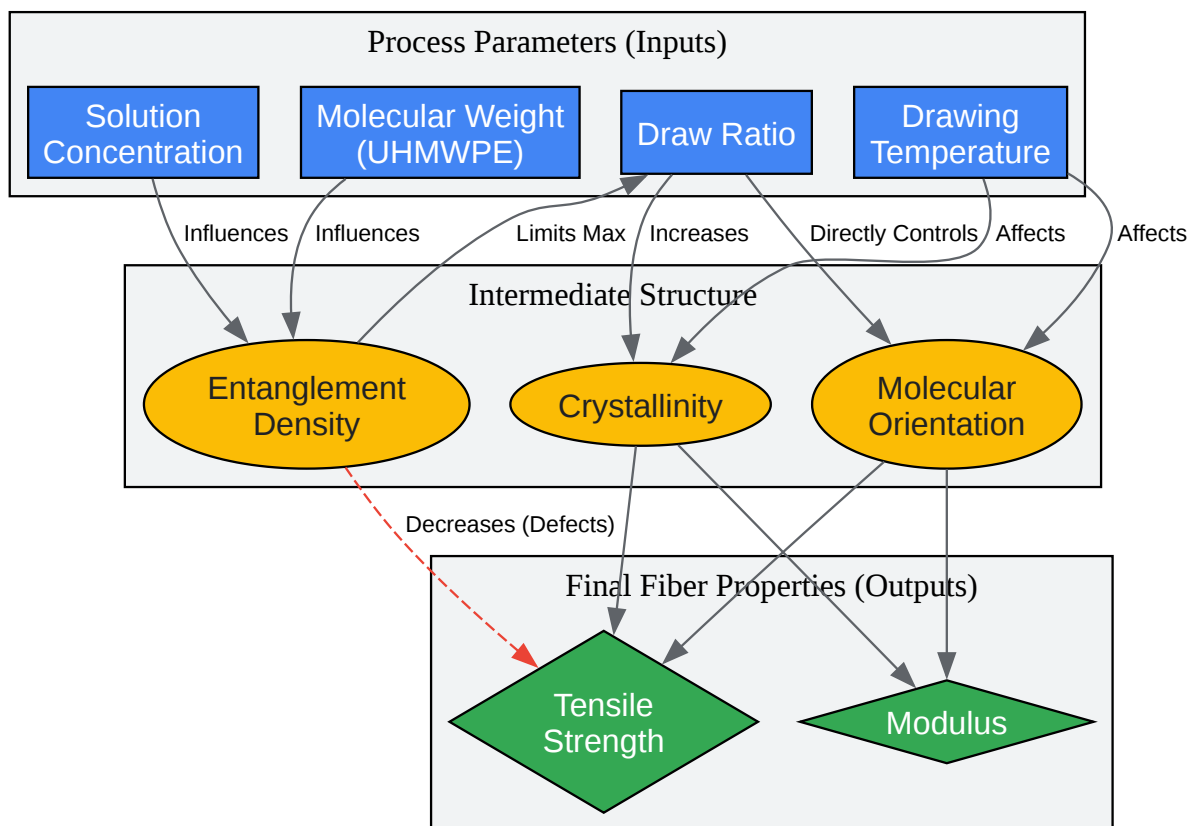 Process Parameters (Inputs)
Solution
Concentration
Molecular Weight
(UHMWPE)
Draw Ratio
Drawing
Temperature
Influences
Influences
Limits Max
Increases
Directly Controls
Affects
Affects
Intermediate Structure
Entanglement
Density
Crystallinity
Molecular
Orientation
Decreases (Defects)
Final Fiber Properties (Outputs)
Tensile
Strength
Modulus